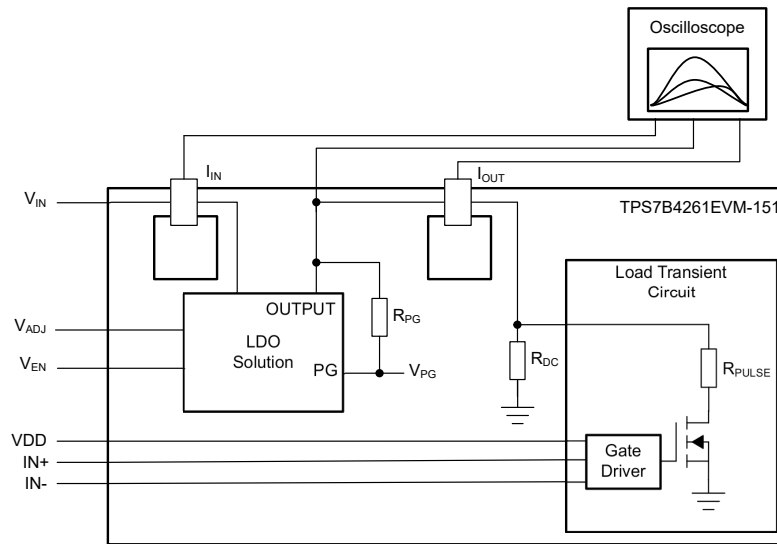 Oscilloscope
I_IN
I_OUT
V_IN
TPS7B4261EVM-151
Load Transient
Circuit
OUTPUT
R_PG
LDO
Solution
V_ADJ
V_EN
PG
V_PG
R_DC
R_PULSE
VDD
IN+
IN-
Gate
Driver